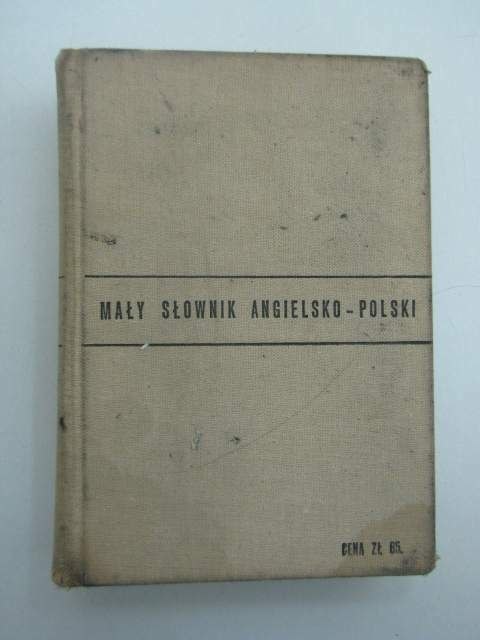 MAŁY SŁOWNIK ANGIELSKO-POLSKI
CENA ZŁ 65.